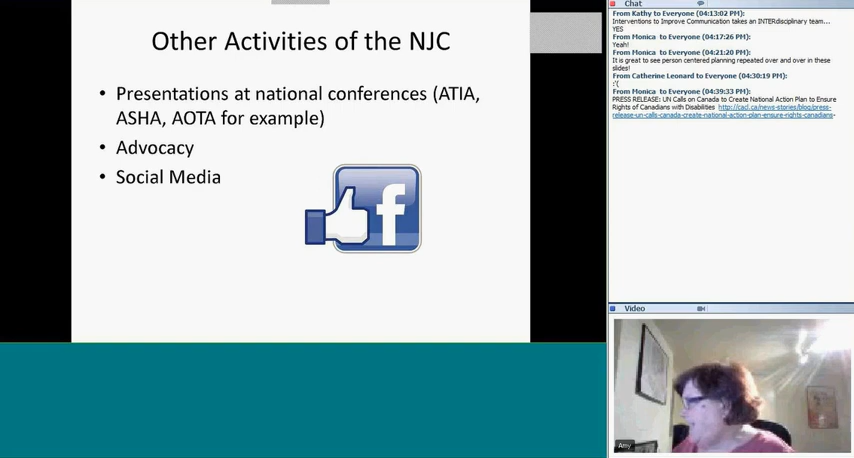 Other Activities of the NJC
• Presentations at national conferences (ATIA,
ASHA, AOTA for example)
• Advocacy
• Social Media
f
Chat
From Kathy to Everyone (04:13:02 PM):
Interventions to Improve Communication takes an INTERdisciplinary team...
YES
From Monica to Everyone (04:17:26 PM):
Yeah!
From Monica to Everyone (04:21:20 PM):
It is great to see person centered planning repeated over and over in these
slides!
From Catherine Leonard to Everyone (04:30:19 PM):
:'(
From Monica to Everyone (04:39:33 PM):
PRESS RELEASE: UN Calls on Canada to Create National Action Plan to Ensure
Rights of Canadians with Disabilities http://cacl.ca/news-stories/blog/press-
release-un-calls-canada-create-national-action-plan-ensure-rights-canadians-
Video
Amy